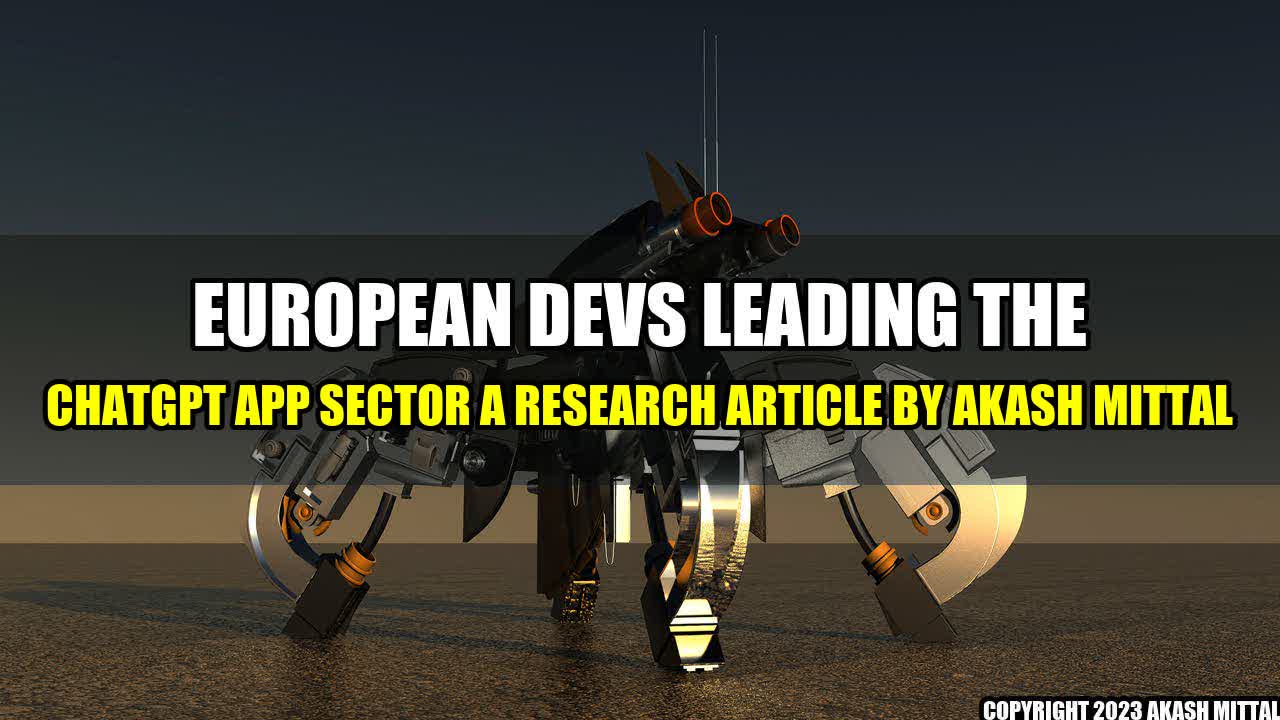 EUROPEAN DEVS LEADING THE
CHATGPT APP SECTOR A RESEARCH ARTICLE BY AKASH MITTAL
COPYRIGHT 2023 AKASH MITTAL